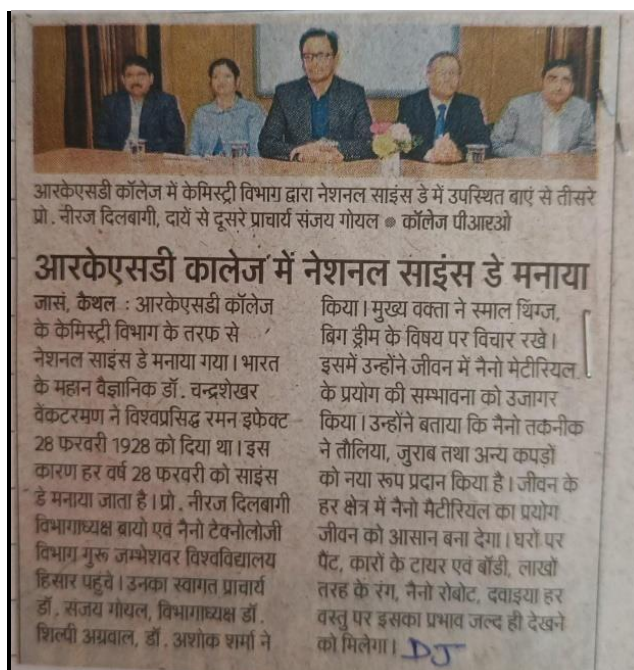 आरकेएसडी कॉलेज में केमिस्ट्री विभाग द्वारा नेशनल साइंस डे में उपस्थित बाएं से तीसरे
प्रो. नीरज दिलबागी, दायें से दूसरे प्राचार्य संजय गोयल ● कॉलेज पीआरओ
आरकेएसडी कालेज में नेशनल साइंस डे मनाया
जासं, कैथल : आरकेएसडी कॉलेज
के केमिस्ट्री विभाग के तरफ से
नेशनल साइंस डे मनाया गया। भारत
के महान वैज्ञानिक डॉ. चन्द्रशेखर
वेंकटरमण ने विश्वप्रसिद्ध रमन इफेक्ट
28 फरवरी 1928 को दिया था। इस
कारण हर वर्ष 28 फरवरी को साइंस
डे मनाया जाता है। प्रो. नीरज दिलबागी
विभागाध्यक्ष बायो एवं नैनो टेक्नोलोजी
विभाग गुरू जम्भेशवर विश्वविद्यालय
हिसार पहुंचे। उनका स्वागत प्राचार्य
डॉ. संजय गोयल, विभागाध्यक्ष डॉ.
शिल्पी अग्रवाल, डॉ. अशोक शर्मा ने
किया। मुख्य वक्ता ने स्माल थिंग्ज,
बिग ड्रीम के विषय पर विचार रखे।
इसमें उन्होंने जीवन में नैनो मेटीरियल
के प्रयोग की सम्भावना को उजागर
किया। उन्होंने बताया कि नैनो तकनीक
ने तौलिया, जुराब तथा अन्य कपड़ों
को नया रूप प्रदान किया है। जीवन के
हर क्षेत्र में नैनो मैटीरियल का प्रयोग
जीवन को आसान बना देगा। घरों पर
पैंट, कारों के टायर एवं बॉडी, लाखों
तरह के रंग, नैनो रोबोट, दवाइया हर
वस्तु पर इसका प्रभाव जल्द ही देखने
को मिलेगा। DJ